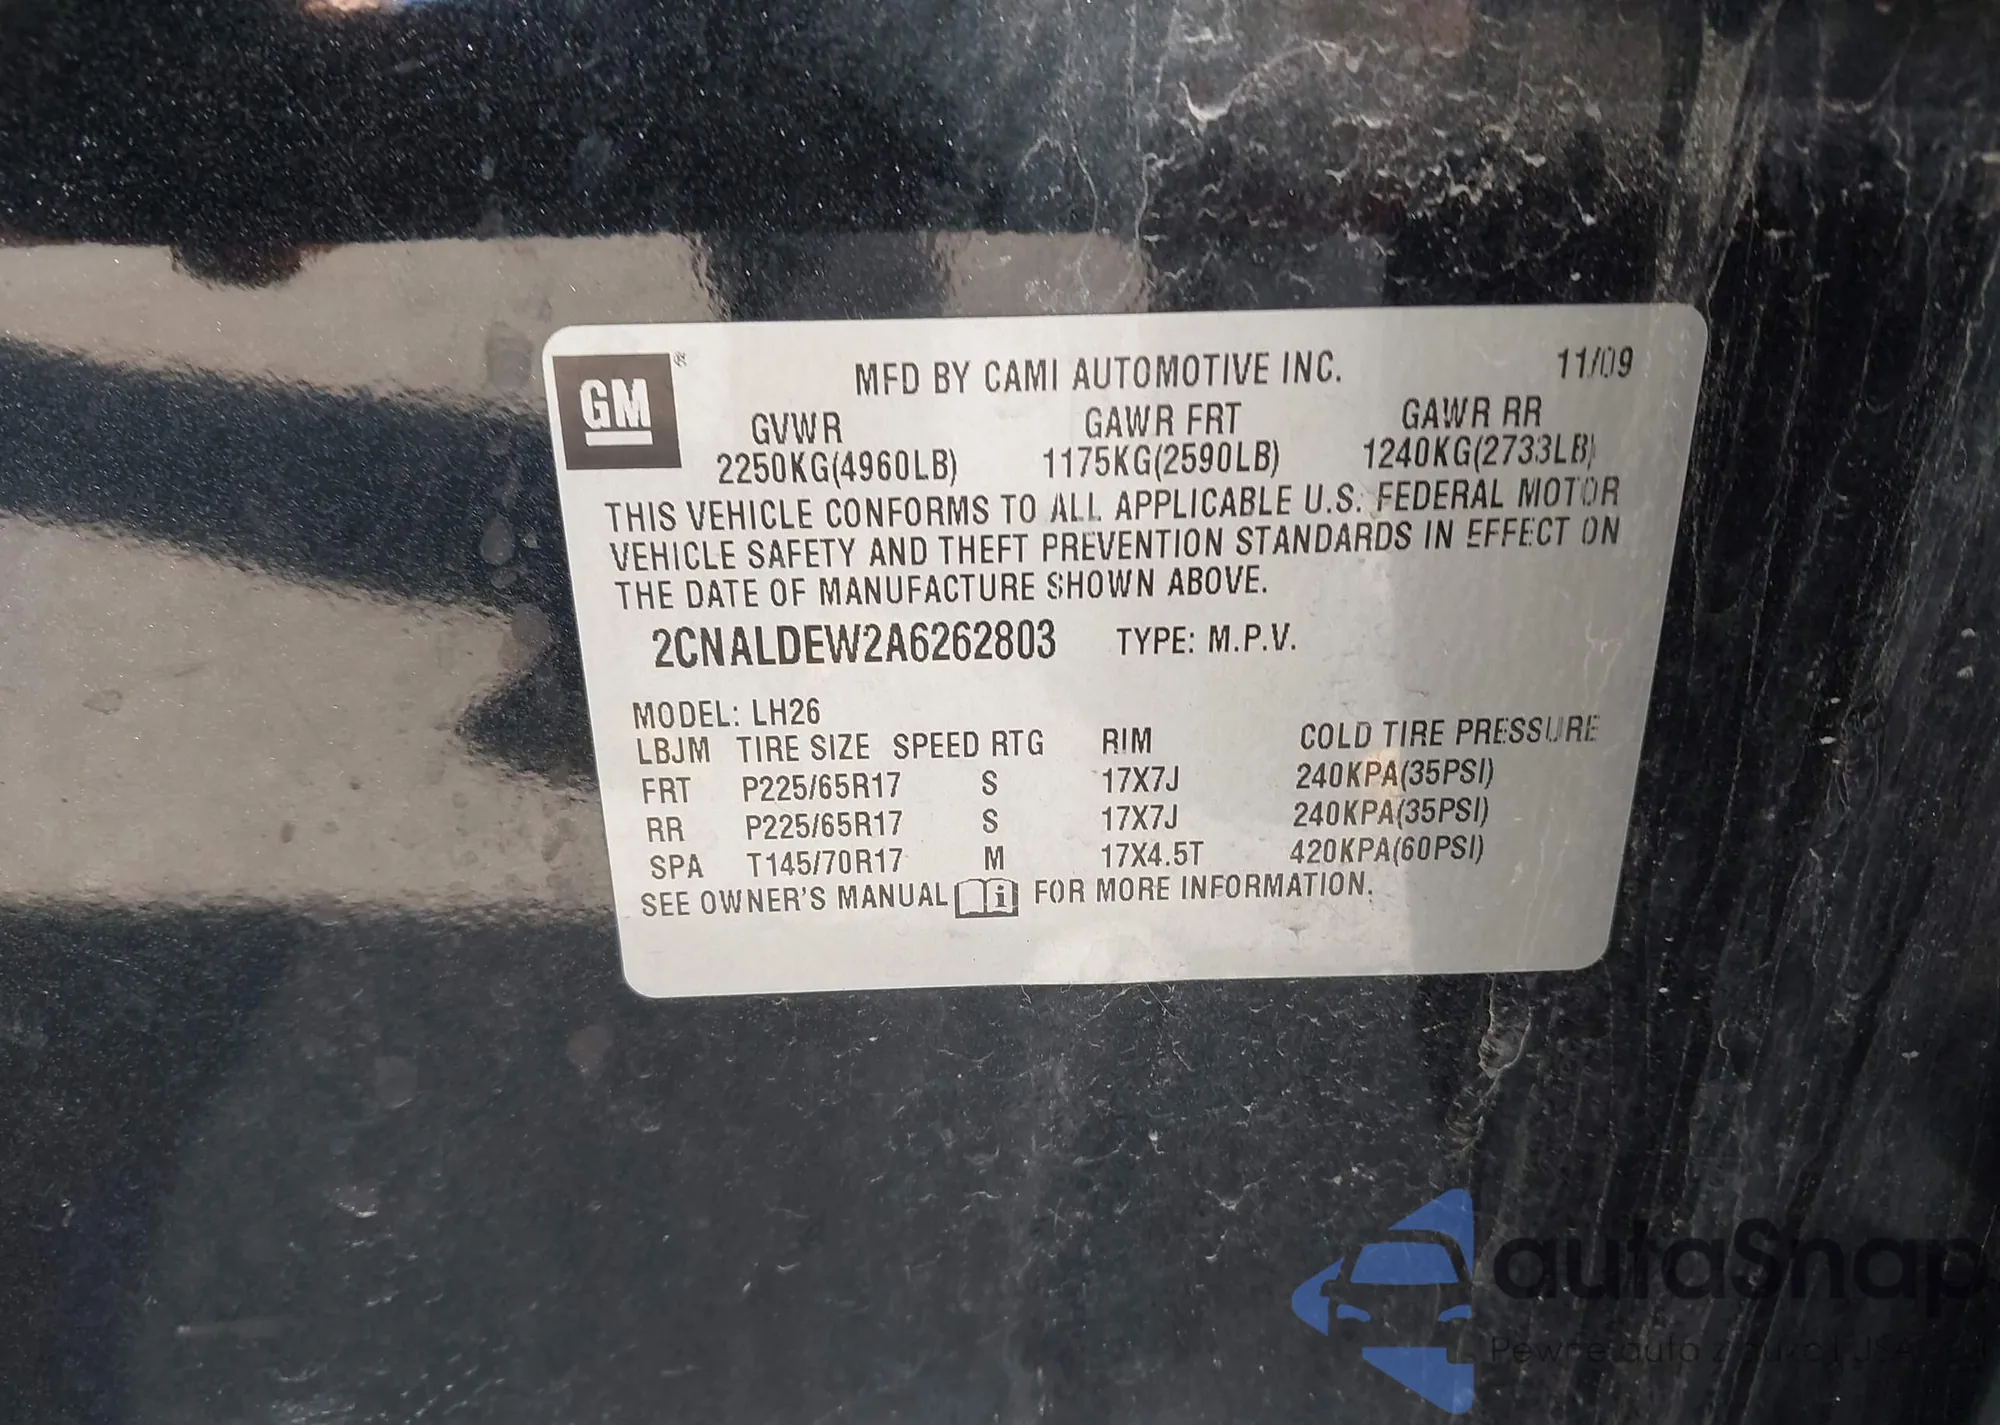 GM ® MFD BY CAMI AUTOMOTIVE INC. 11/09
GVWR GAWR FRT GAWR RR
2250KG(4960LB) 1175KG(2590LB) 1240KG(2733LB)
THIS VEHICLE CONFORMS TO ALL APPLICABLE U.S. FEDERAL MOTOR
VEHICLE SAFETY AND THEFT PREVENTION STANDARDS IN EFFECT ON
THE DATE OF MANUFACTURE SHOWN ABOVE.
2CNALDEW2A6262803 TYPE: M.P.V.
MODEL: LH26
LBJM TIRE SIZE SPEED RTG RIM COLD TIRE PRESSURE
FRT P225/65R17 S 17X7J 240KPA(35PSI)
RR P225/65R17 S 17X7J 240KPA(35PSI)
SPA T145/70R17 M 17X4.5T 420KPA(60PSI)
SEE OWNER'S MANUAL i FOR MORE INFORMATION.
autaSnap
Pewne auto z